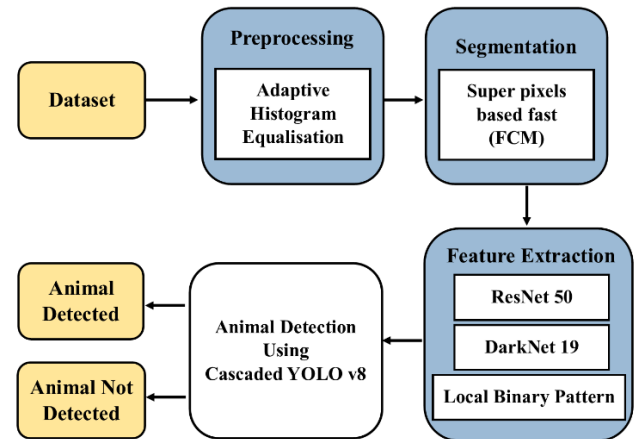 Dataset
Preprocessing
Adaptive
Histogram
Equalisation
Segmentation
Super pixels
based fast
(FCM)
Feature Extraction
ResNet 50
DarkNet 19
Local Binary Pattern
Animal Detection
Using
Cascaded YOLO v8
Animal
Detected
Animal Not
Detected